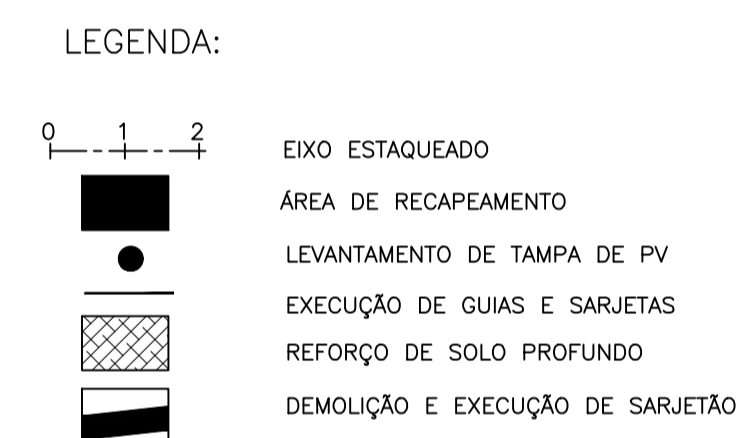 LEGENDA:
0 1 2
EIXO ESTAQUEADO
ÁREA DE RECAPEAMENTO
LEVANTAMENTO DE TAMPA DE PV
EXECUÇÃO DE GUIAS E SARJETAS
REFORÇO DE SOLO PROFUNDO
DEMOLIÇÃO E EXECUÇÃO DE SARJETÃO